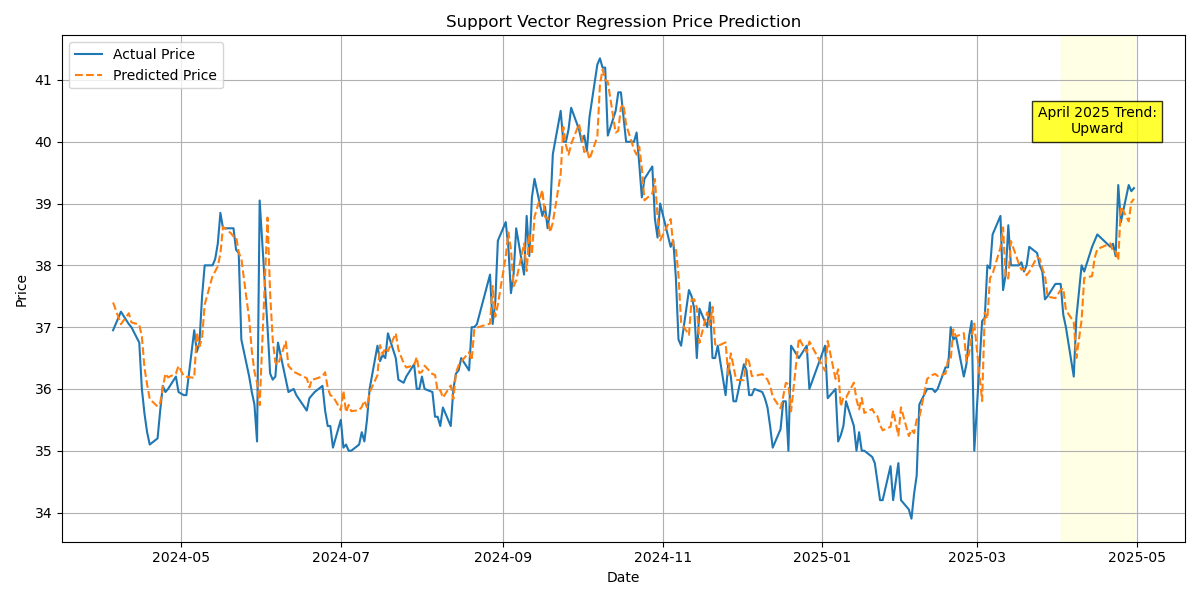 Support Vector Regression Price Prediction
Actual Price
Predicted Price
April 2025 Trend:
Upward
Price
41
40
39
38
37
36
35
34
2024-05
2024-07
2024-09
2024-11
2025-01
2025-03
2025-05
Date